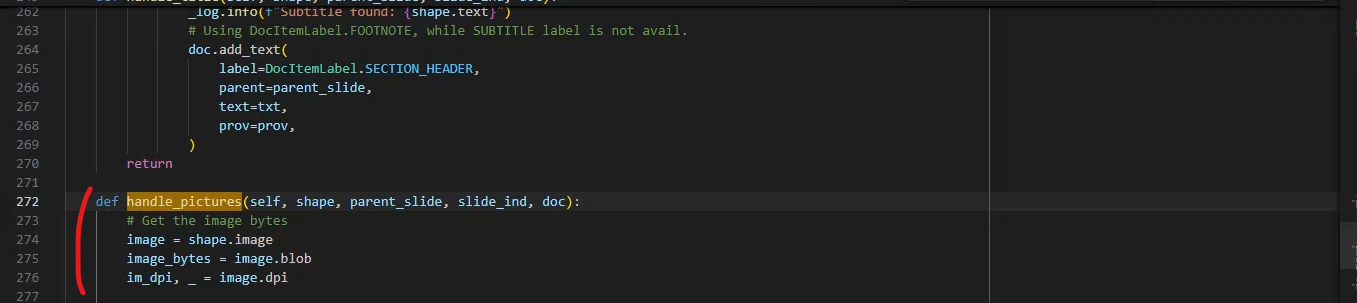 262 _log.info(f"Subtitle found: {shape.text}")
263 # Using DocItemLabel.FOOTNOTE, while SUBTITLE label is not avail.
264 doc.add_text(
265 label=DocItemLabel.SECTION_HEADER,
266 parent=parent_slide,
267 text=txt,
268 prov=prov,
269 )
270 return
271
272 def handle_pictures(self, shape, parent_slide, slide_ind, doc):
273 # Get the image bytes
274 image = shape.image
275 image_bytes = image.blob
276 im_dpi, _ = image.dpi
277